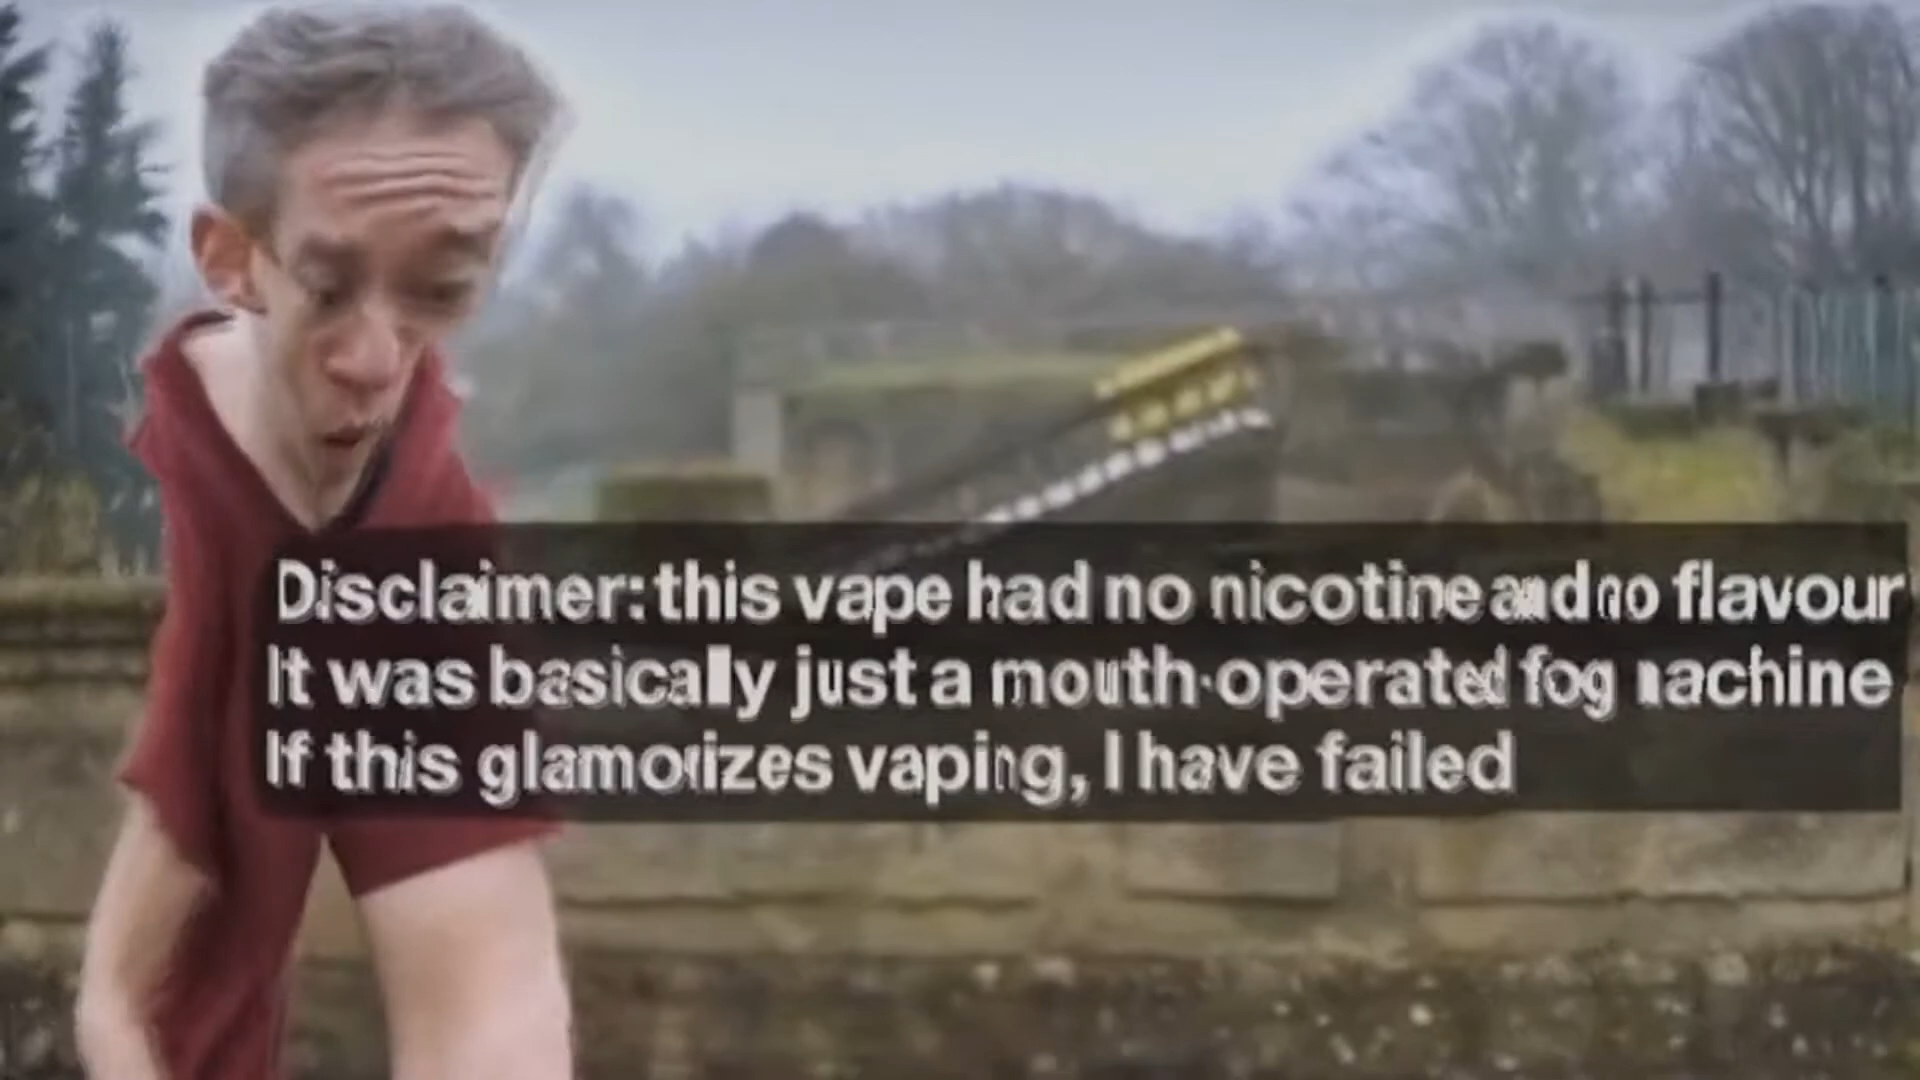 Disclaimer: this vape had no nicotine and no flavour
It was basically just a mouth-operated fog machine
If this glamorizes vaping, I have failed